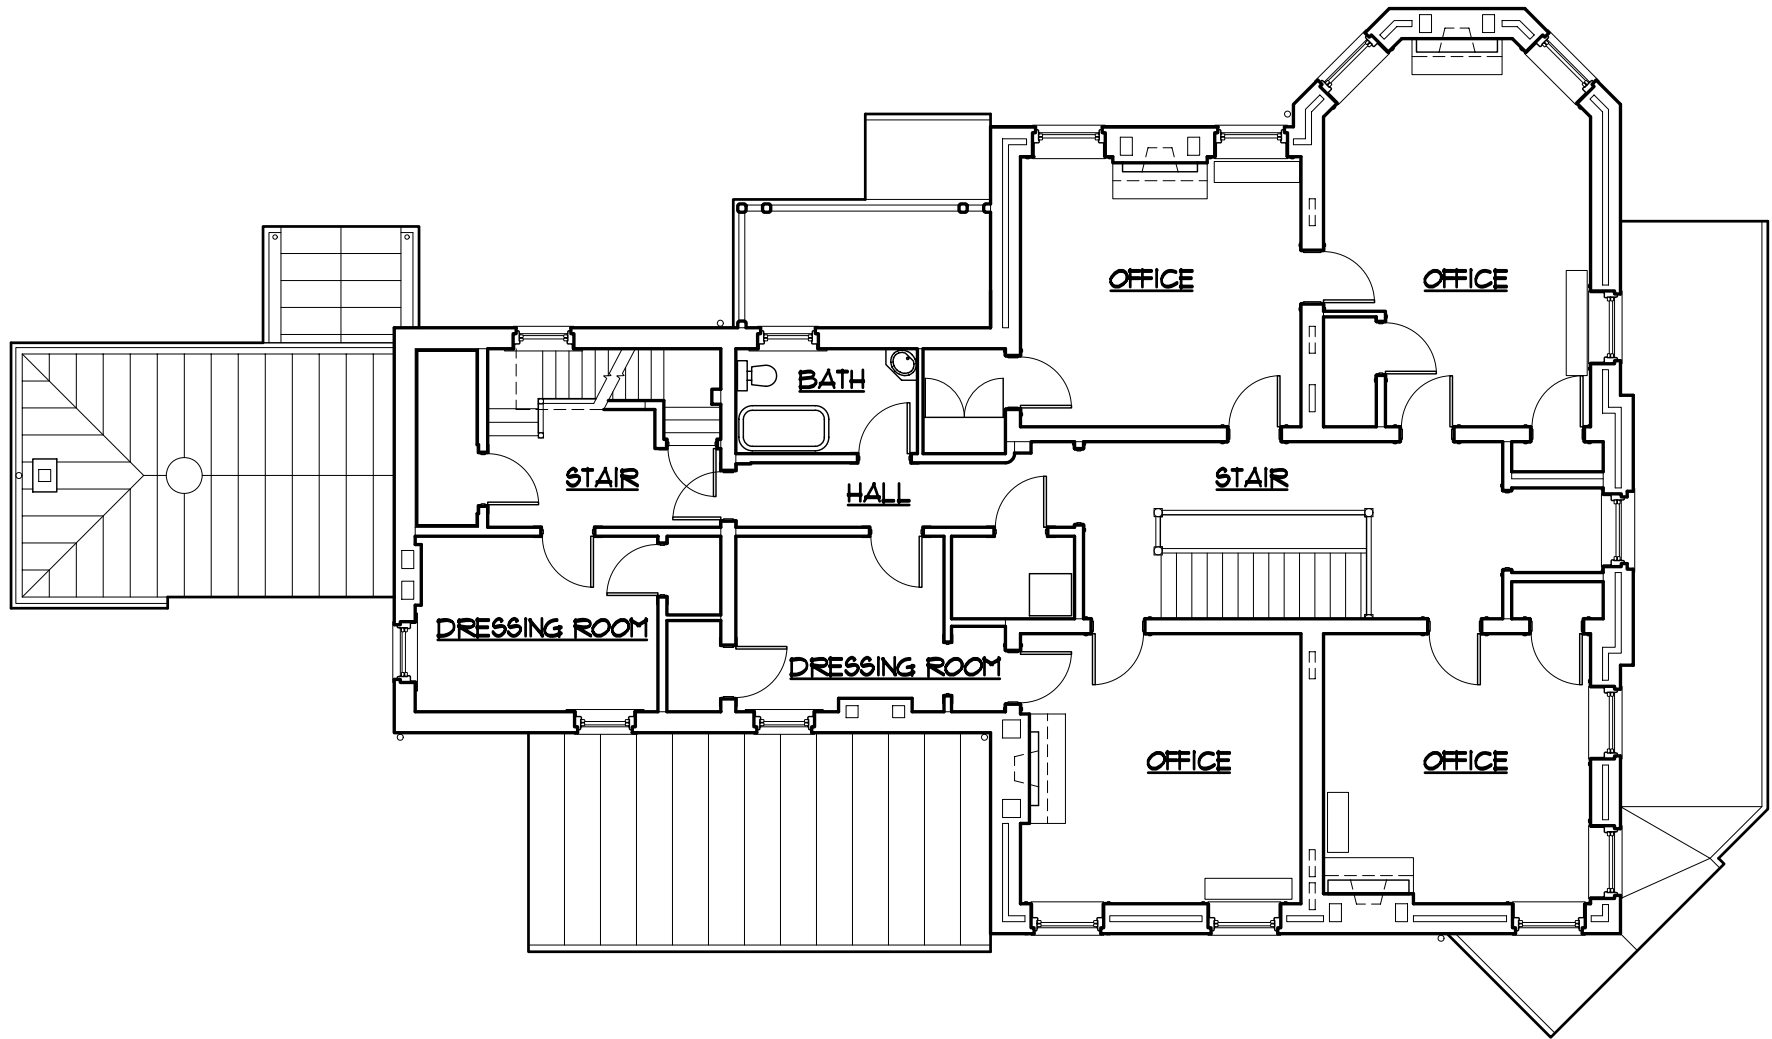 OFFICE
OFFICE
BATH
STAIR
HALL
STAIR
DRESSING ROOM
DRESSING ROOM
OFFICE
OFFICE